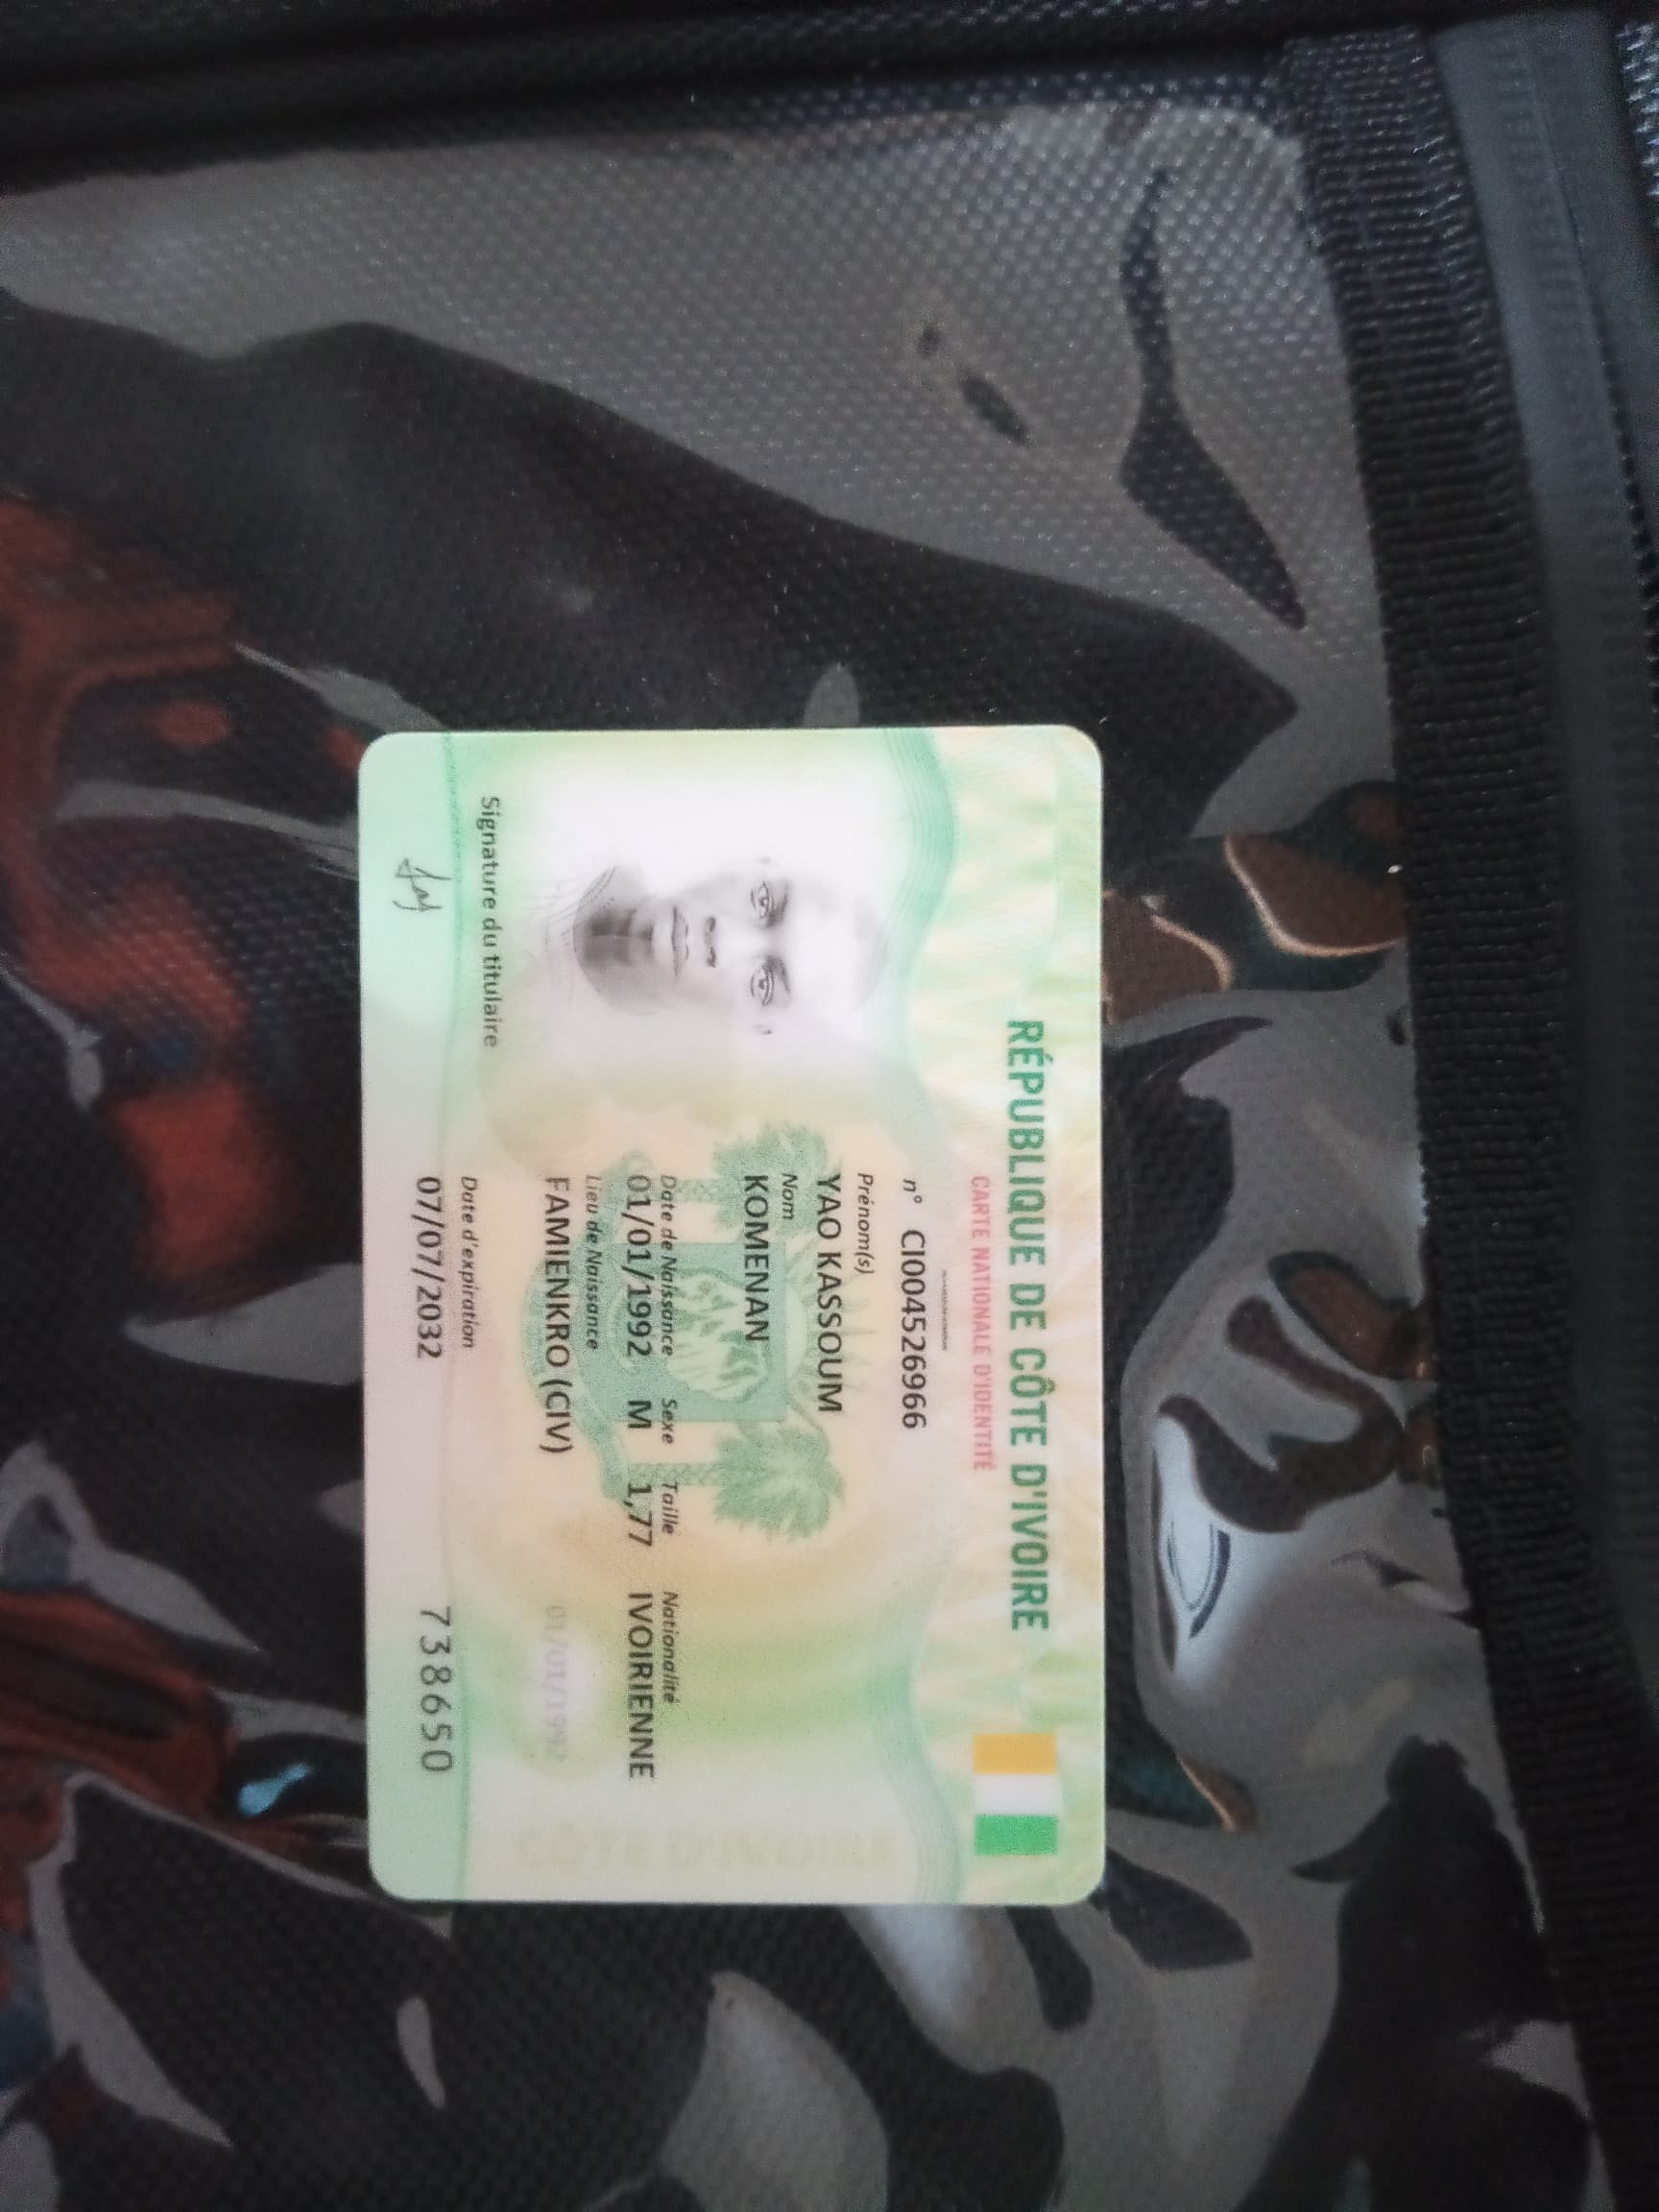 RÉPUBLIQUE DE CÔTE D'IVOIRE
CARTE NATIONALE D'IDENTITÉ
n° CI004526966
Prénom(s)
YAO KASSOUM
Nom
KOMENAN
Date de Naissance Sexe Taille Nationalité
01/01/1992 M 1,77 IVOIRIENNE
Lieu de Naissance
FAMIENKRO (CIV)
01/01/1992
Signature du titulaire
Date d'expiration
07/07/2032
738650
CÔTE D'IVOIRE